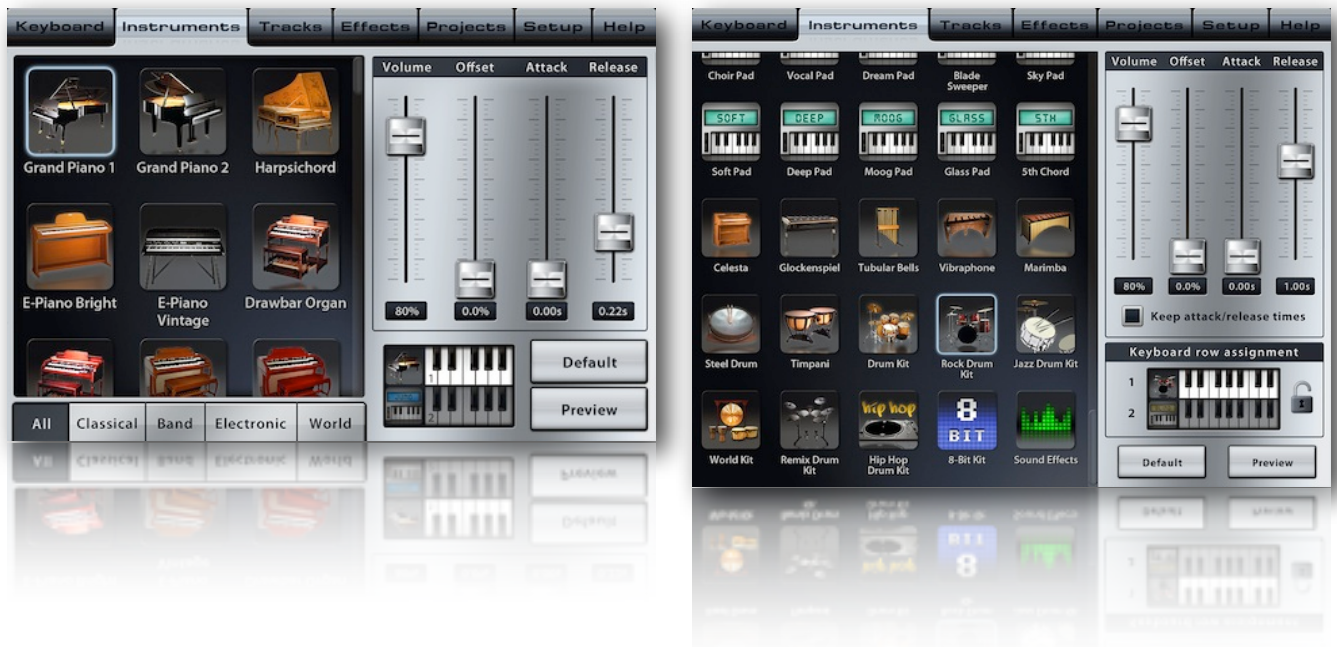 Keyboard Instruments Tracks Effects Projects Setup Help
Grand Piano 1 Grand Piano 2 Harpsichord
E-Piano Bright E-Piano Vintage Drawbar Organ
All Classical Band Electronic World
Volume Offset Attack Release
80% 0.0% 0.00s 0.22s
1
2
Default
Preview
Keyboard Instruments Tracks Effects Projects Setup Help
Choir Pad Vocal Pad Dream Pad Blade Sweeper Sky Pad
SOFT DEEP MOOG GLASS 5TH
Soft Pad Deep Pad Moog Pad Glass Pad 5th Chord
Celesta Glockenspiel Tubular Bells Vibraphone Marimba
Steel Drum Timpani Drum Kit Rock Drum Kit Jazz Drum Kit
hip hop 8 BIT
World Kit Remix Drum Kit Hip Hop Drum Kit 8-Bit Kit Sound Effects
Volume Offset Attack Release
80% 0.0% 0.00s 1.00s
Keep attack/release times
Keyboard row assignment
1
2
1
Default Preview